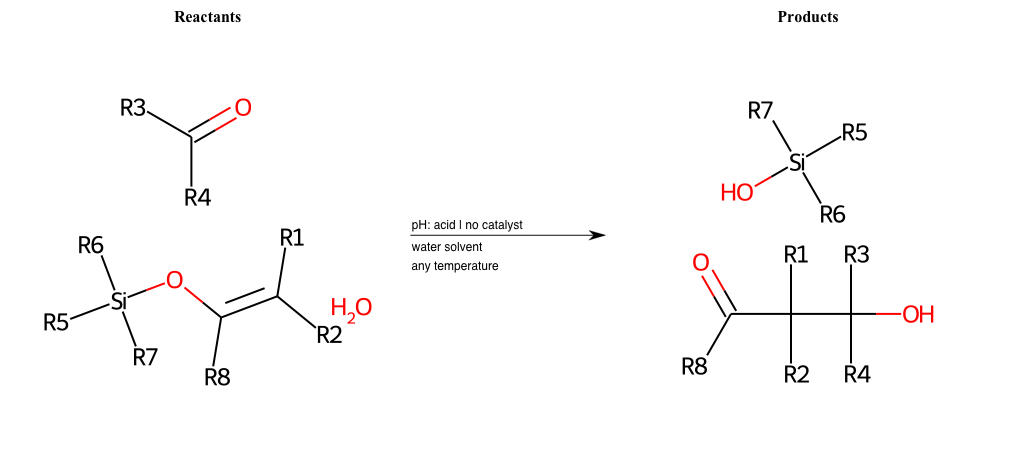 Reactants
Products
R3
O
R4
R7
R5
Si
HO
R6
R6
O
R1
Si
R5
H2O
R2
R7
R8
pH: acid | no catalyst
water solvent
any temperature
O
R1
R3
OH
R8
R2
R4